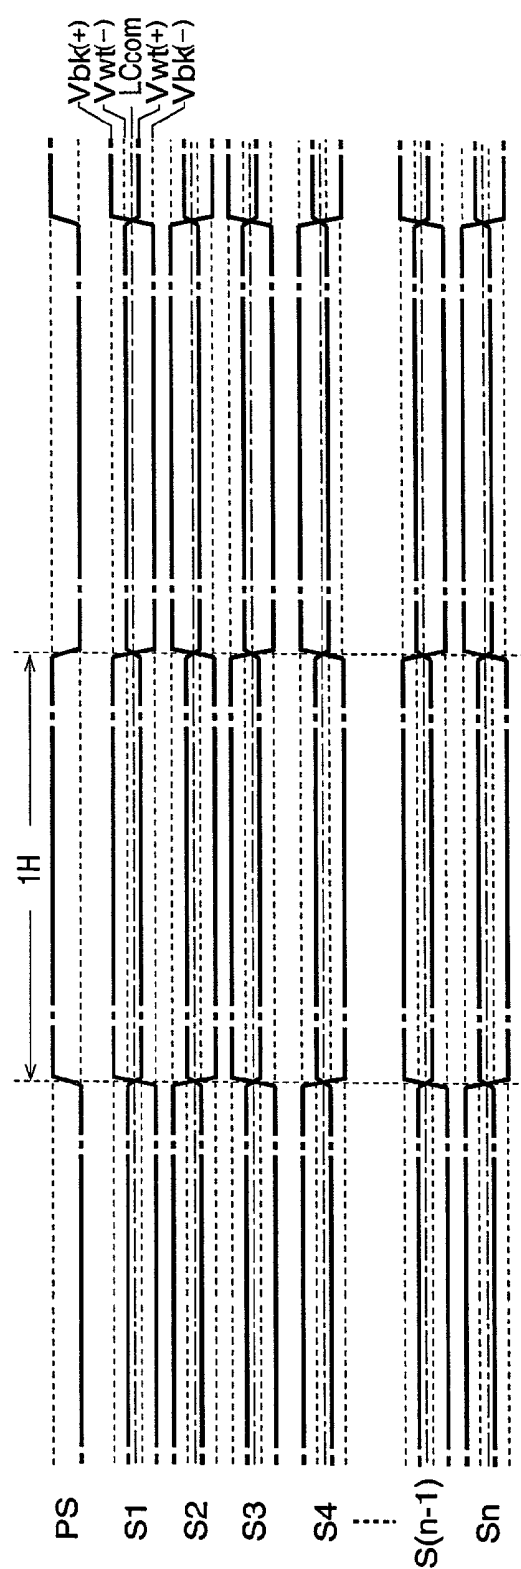 Vbk(+)
Vwt(-)
LCcom
Vwt(+)
Vbk(-)
1H
PS
S1
S2
S3
S4
S(n-1)
Sn